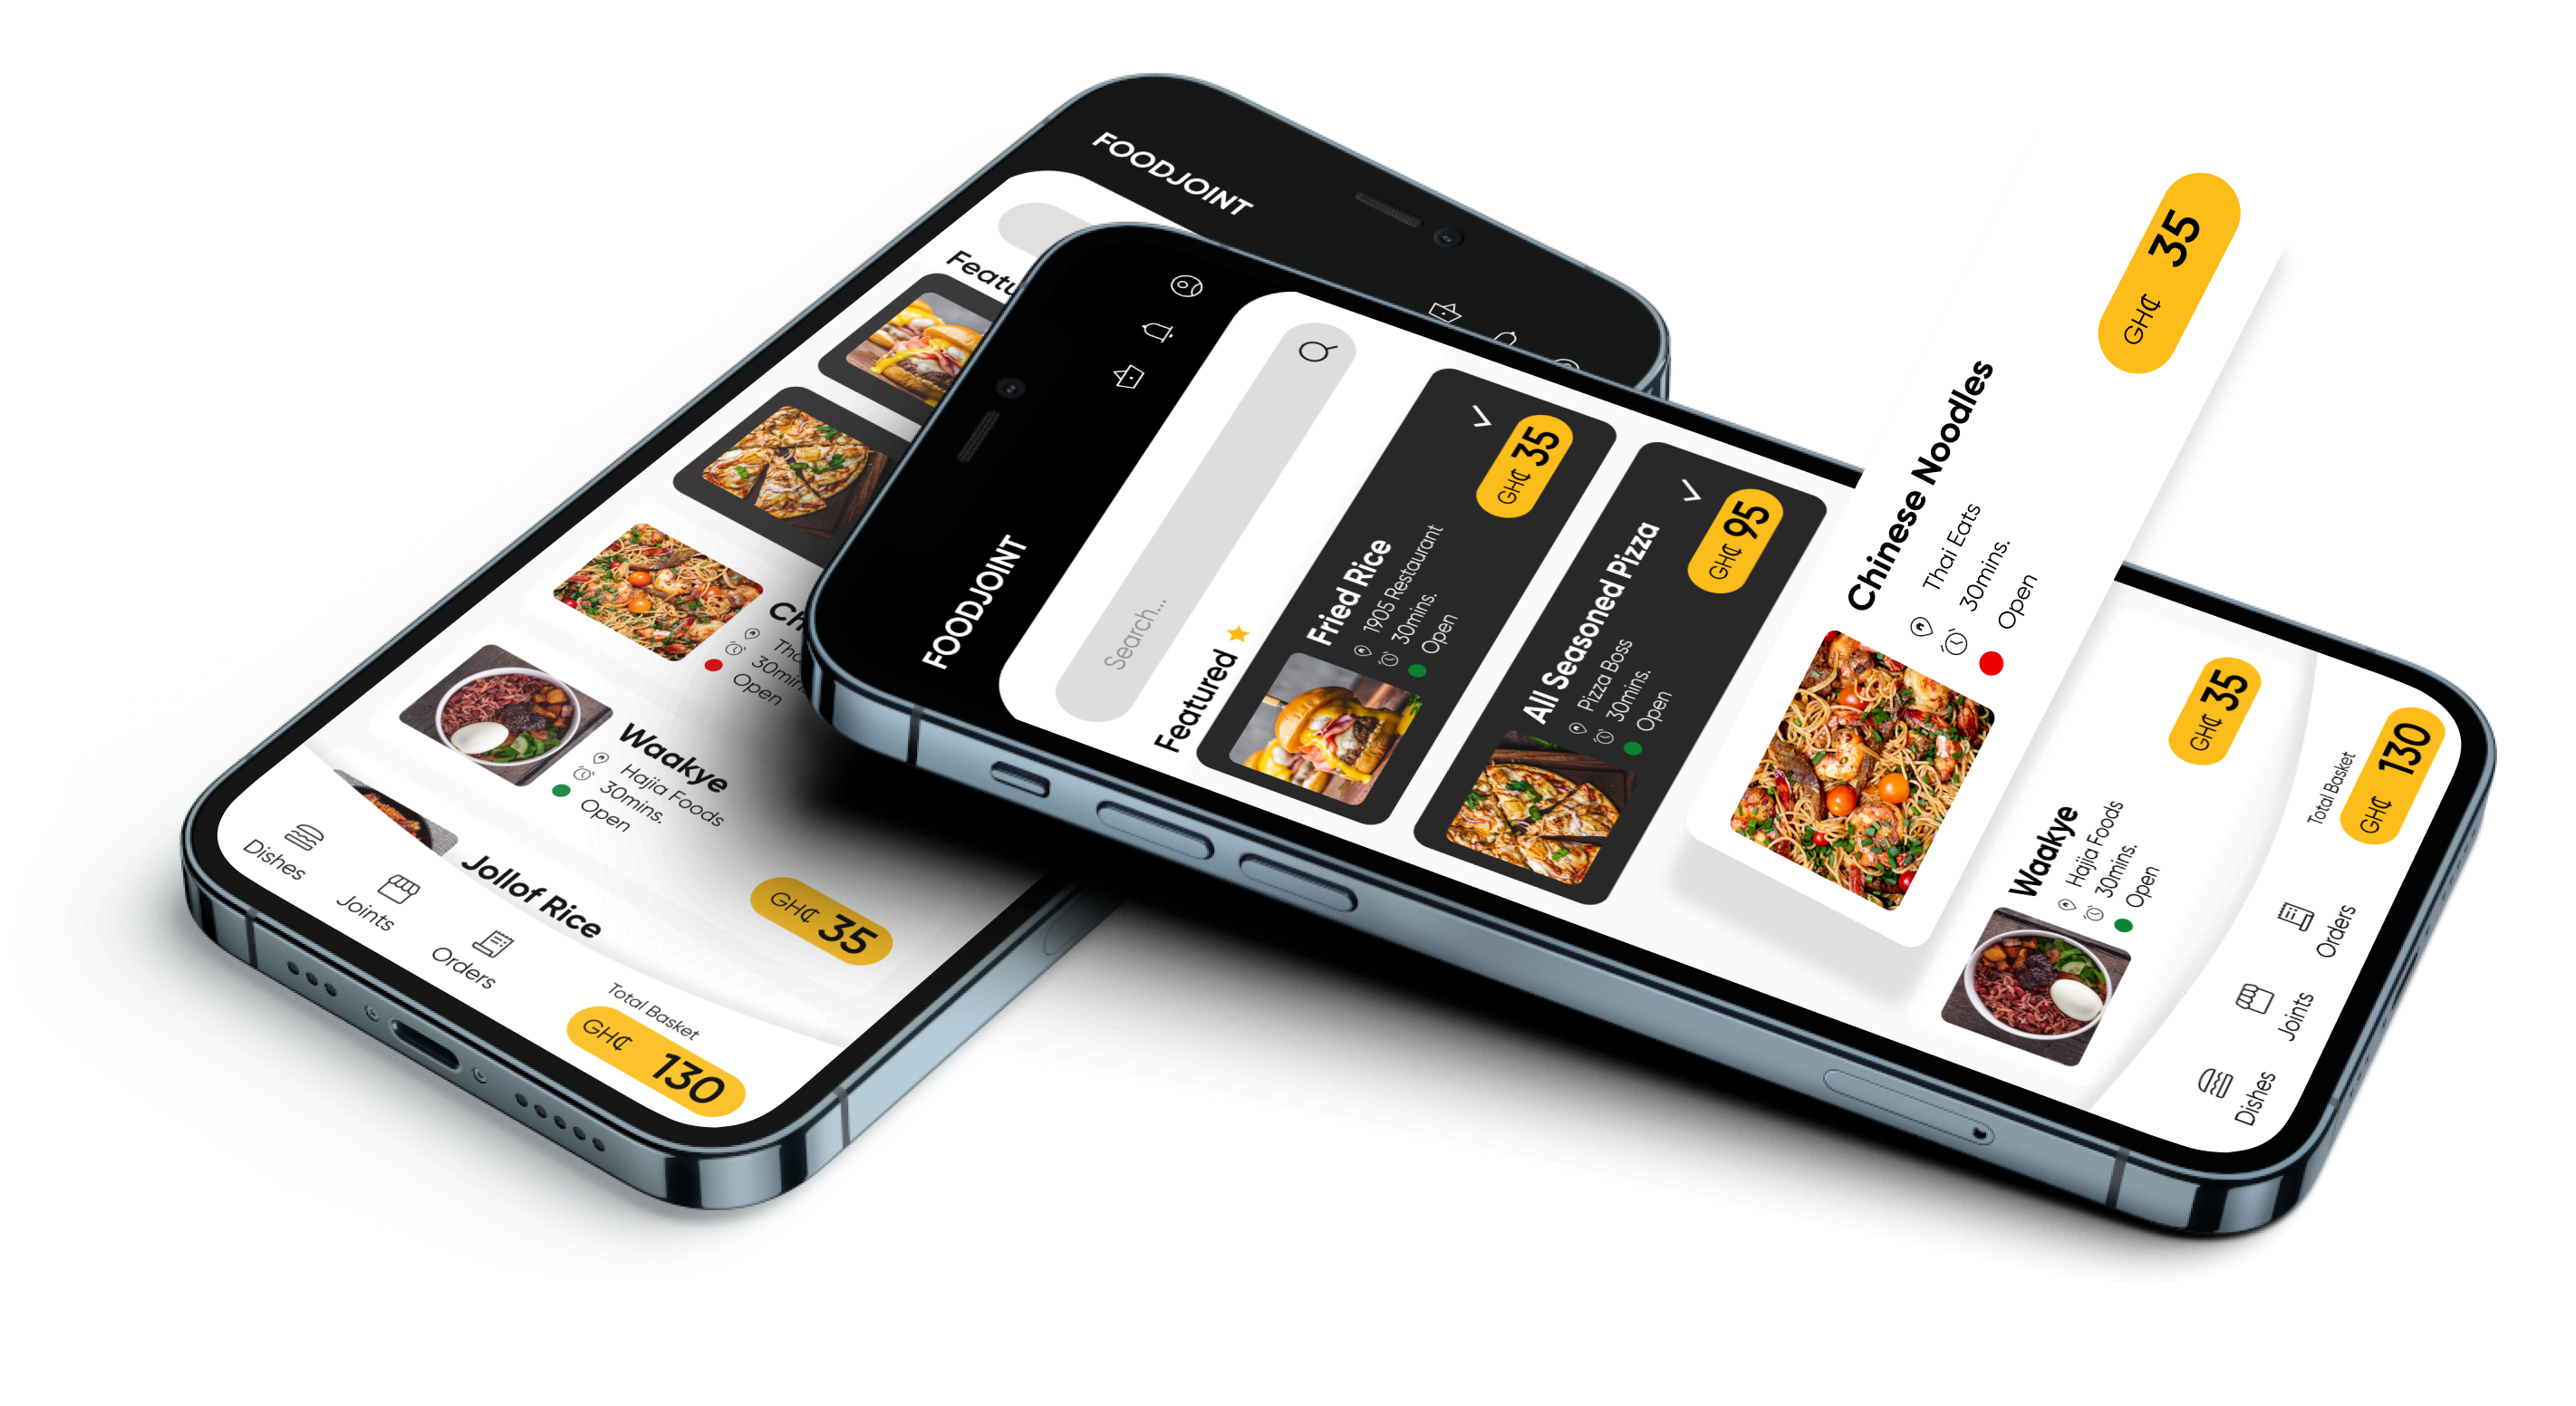 FOODJOINT
Featu
Ch
Tha
30min
Open
Waakye
Hajia Foods
30mins.
Open
GH₵ 35
Jollof Rice
Dishes
Joints
Orders
Total Basket
GH₵ 130
FOODJOINT
Search...
Featured
Fried Rice
1905 Restaurant
30mins.
Open
GH₵ 35
All Seasoned Pizza
Pizza Boss
30mins.
Open
GH₵ 95
Chinese Noodles
Thai Eats
30mins.
Open
GH₵ 35
Waakye
Hajia Foods
30mins.
Open
GH₵ 35
Dishes
Joints
Orders
Total Basket
GH₵ 130